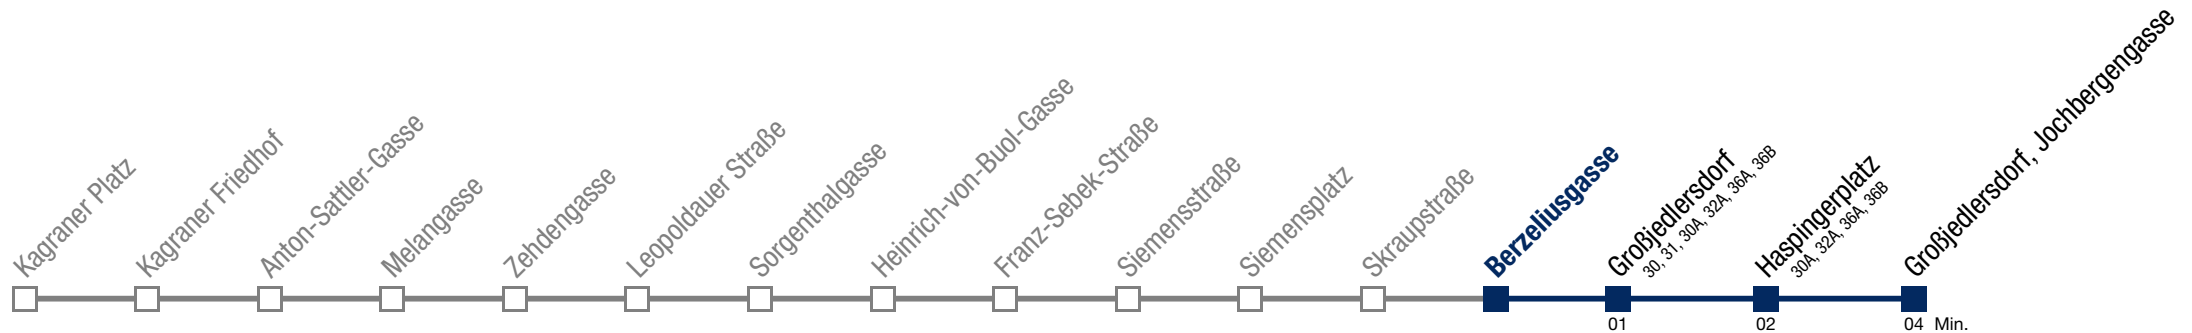 Kagraner Platz
Kagraner Friedhof
Anton-Sattler-Gasse
Melangasse
Zehdengasse
Leopoldauer Straße
Sorgenthalgasse
Heinrich-von-Buol-Gasse
Franz-Sebek-Straße
Siemensstraße
Siemensplatz
Skraupstraße
Berzeliusgasse
Großjedlersdorf
30, 31, 30A, 32A, 36A, 36B
Haspingerplatz
30A, 32A, 36A, 36B
Großjedlersdorf, Jochbergengasse
01 02 04 Min.